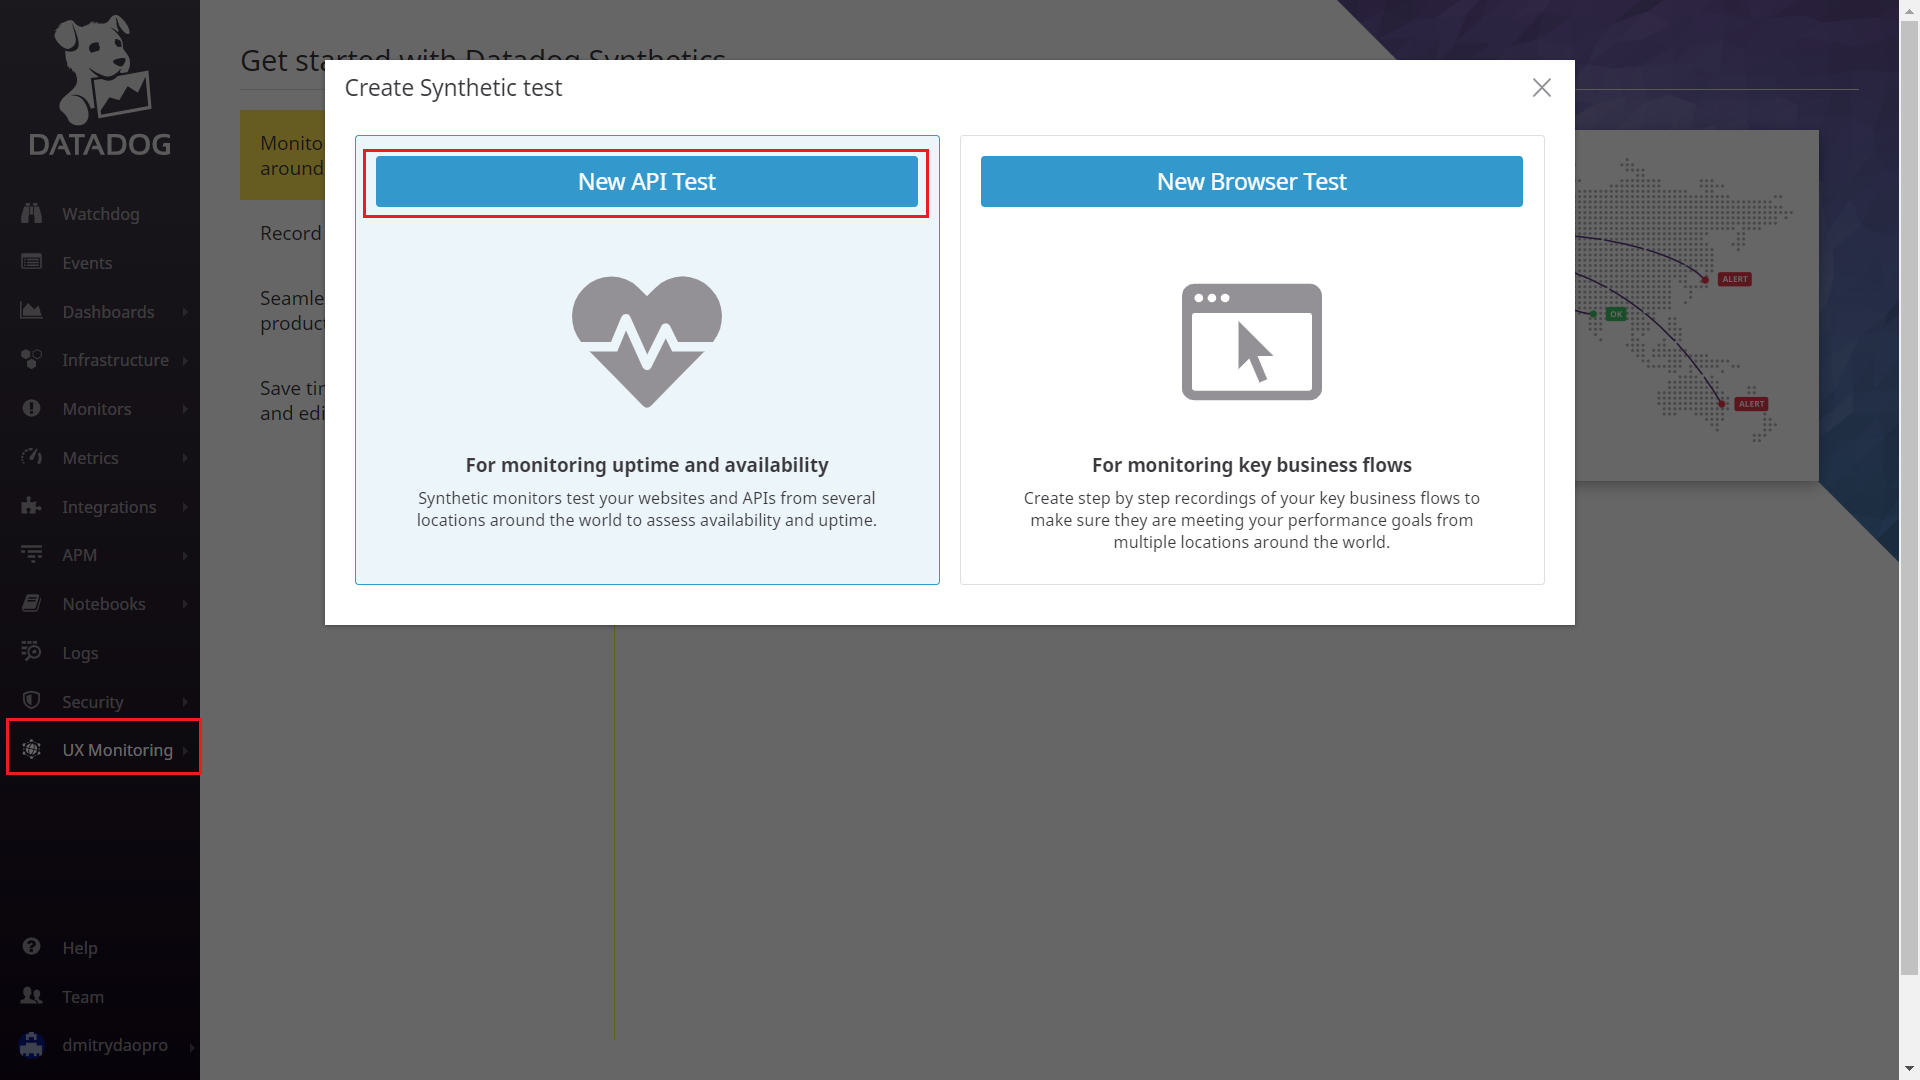 DATADOG
Watchdog
Events
Dashboards
Infrastructure
Monitors
Metrics
Integrations
APM
Notebooks
Logs
Security
UX Monitoring
Help
Team
dmitrydaopro
Get started with Datadog Synthetics
Monito
around
Record
Seamle
produc
Save ti
and edi
Create Synthetic test
New API Test
For monitoring uptime and availability
Synthetic monitors test your websites and APIs from several
locations around the world to assess availability and uptime.
New Browser Test
For monitoring key business flows
Create step by step recordings of your key business flows to
make sure they are meeting your performance goals from
multiple locations around the world.
ALERT
OK
ALERT